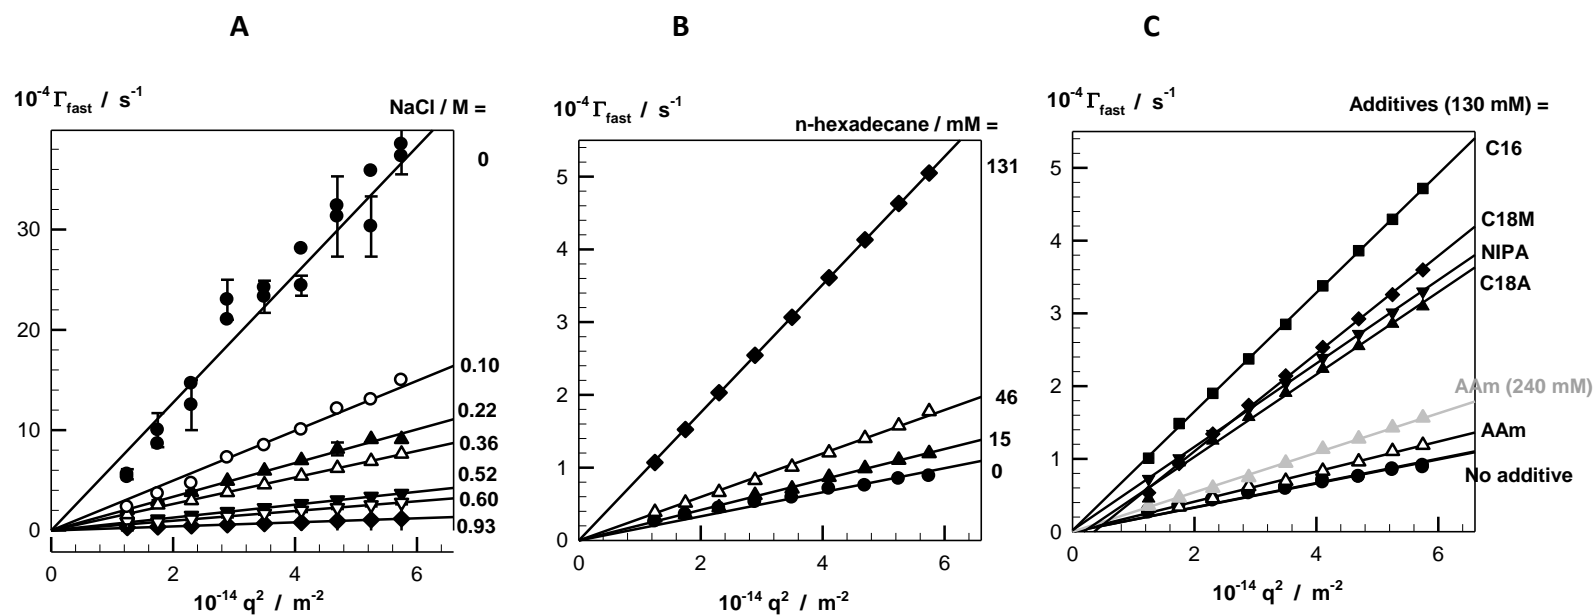 A
10⁻⁴ Γfast / s⁻¹
NaCl / M =
0
0.10
0.22
0.36
0.52
0.60
0.93
30
20
10
0
0 2 4 6
10⁻¹⁴ q² / m⁻²
B
10⁻⁴ Γfast / s⁻¹
n-hexadecane / mM =
131
46
15
0
5
4
3
2
1
0
0 2 4 6
10⁻¹⁴ q² / m⁻²
C
10⁻⁴ Γfast / s⁻¹
Additives (130 mM) =
C16
C18M
NIPA
C18A
AAm (240 mM)
AAm
No additive
5
4
3
2
1
0
0 2 4 6
10⁻¹⁴ q² / m⁻²